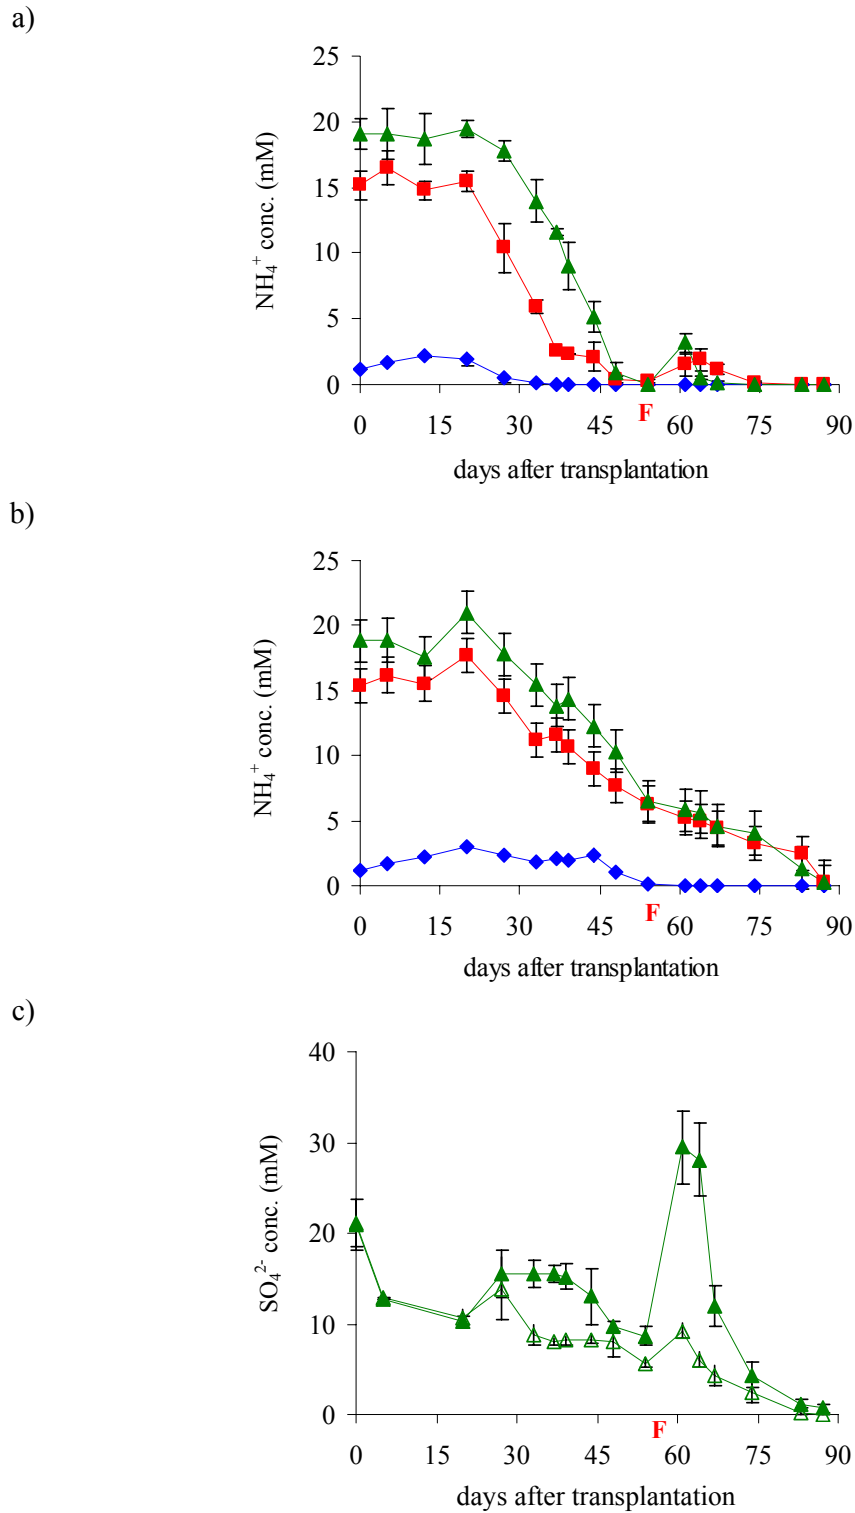 a)
25
20
15
10
5
0
NH₄⁺ conc. (mM)
0 15 30 45 60 75 90
F
days after transplantation
b)
25
20
15
10
5
0
NH₄⁺ conc. (mM)
0 15 30 45 60 75 90
F
days after transplantation
c)
40
30
20
10
0
SO₄²⁻ conc. (mM)
F
0 15 30 45 60 75 90
days after transplantation